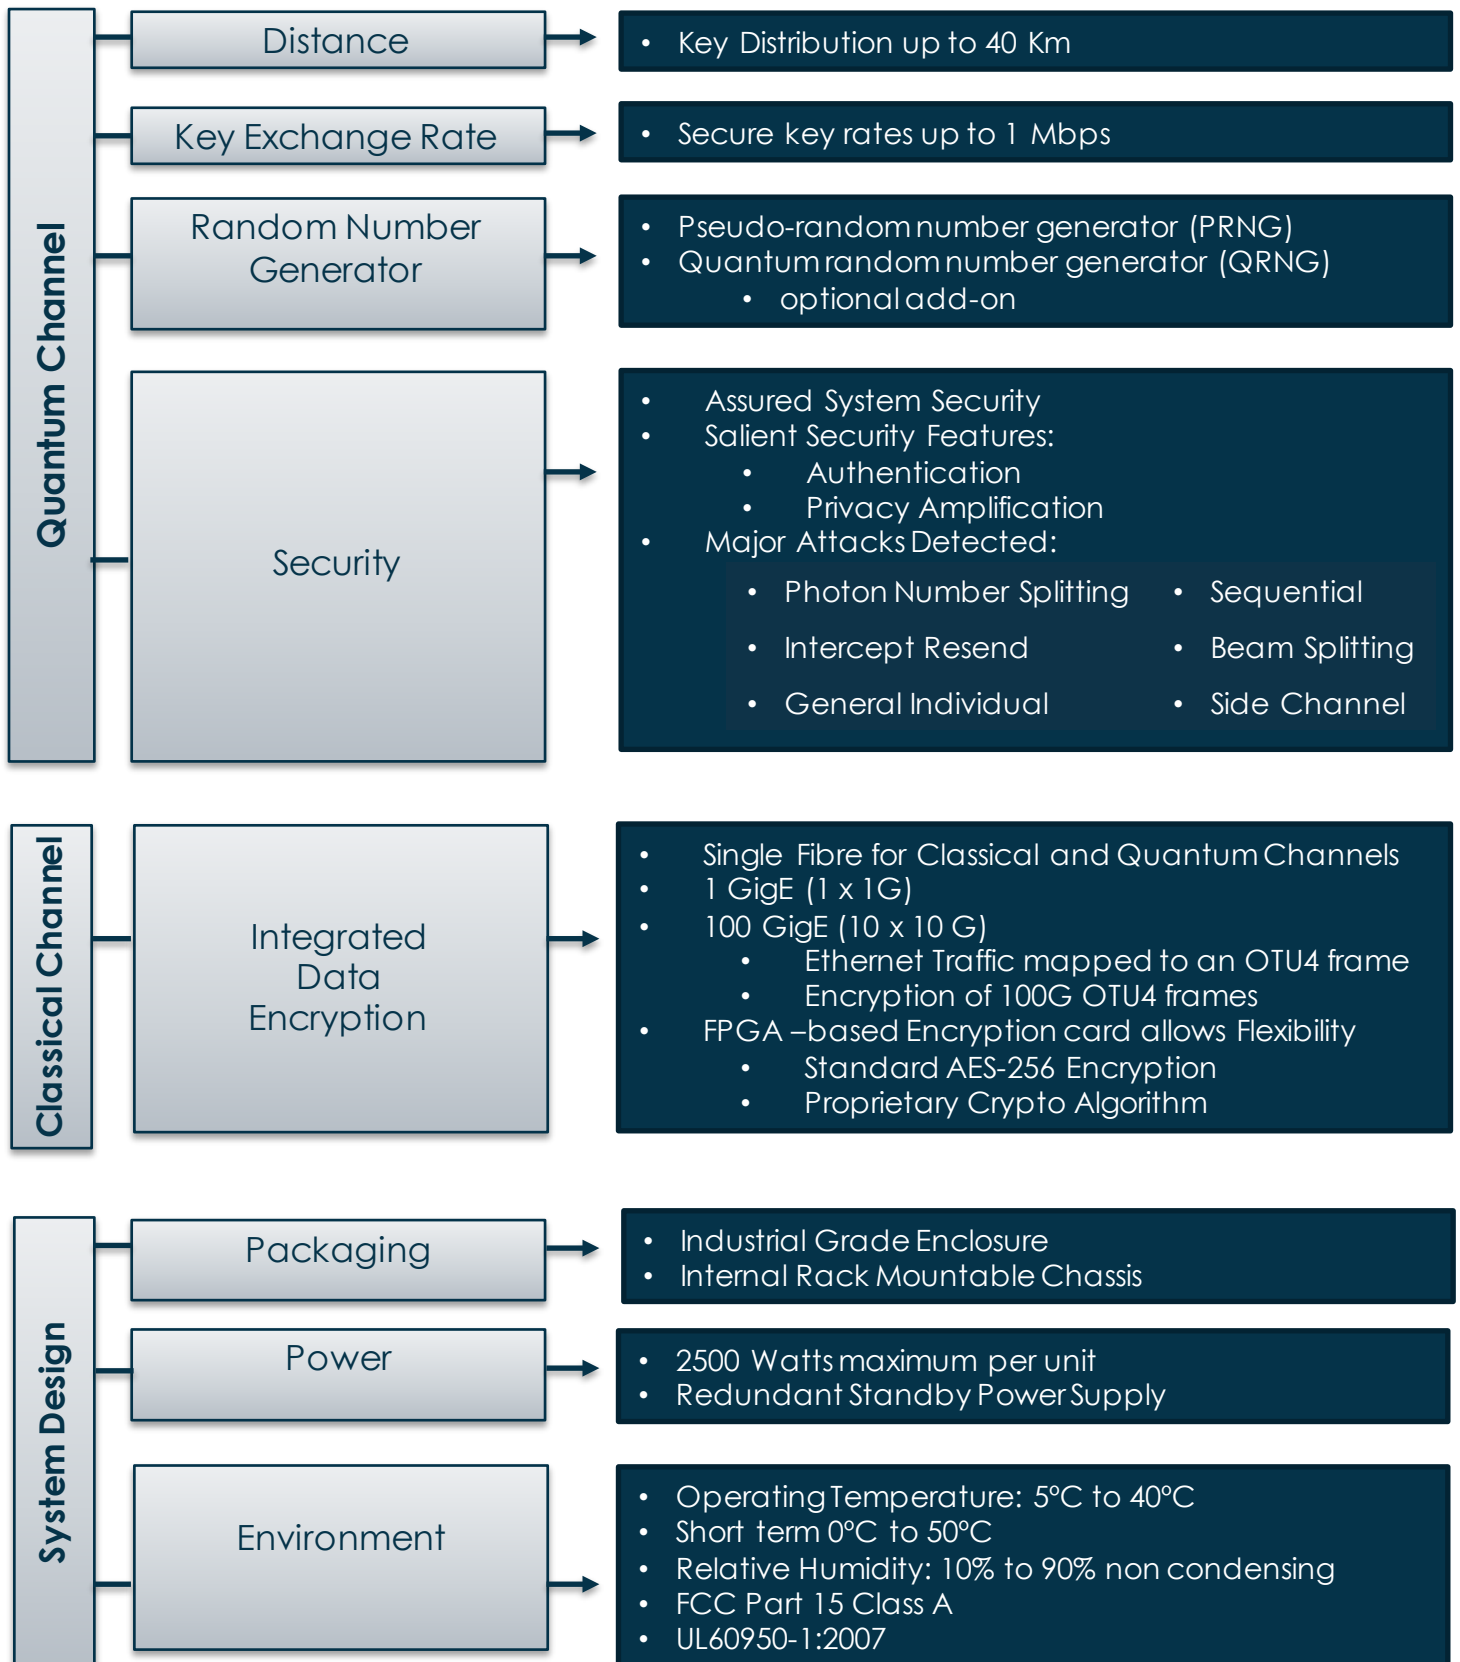 Quantum Channel
Distance
• Key Distribution up to 40 Km
Key Exchange Rate
• Secure key rates up to 1 Mbps
Random Number
Generator
• Pseudo-random number generator (PRNG)
• Quantum random number generator (QRNG)
• optional add-on
Security
• Assured System Security
• Salient Security Features:
• Authentication
• Privacy Amplification
• Major Attacks Detected:
• Photon Number Splitting • Sequential
• Intercept Resend • Beam Splitting
• General Individual • Side Channel
Classical Channel
Integrated
Data
Encryption
• Single Fibre for Classical and Quantum Channels
• 1 GigE (1 x 1G)
• 100 GigE (10 x 10 G)
• Ethernet Traffic mapped to an OTU4 frame
• Encryption of 100G OTU4 frames
• FPGA –based Encryption card allows Flexibility
• Standard AES-256 Encryption
• Proprietary Crypto Algorithm
System Design
Packaging
• Industrial Grade Enclosure
• Internal Rack Mountable Chassis
Power
• 2500 Watts maximum per unit
• Redundant Standby Power Supply
Environment
• Operating Temperature: 5ºC to 40ºC
• Short term 0ºC to 50ºC
• Relative Humidity: 10% to 90% non condensing
• FCC Part 15 Class A
• UL60950-1:2007